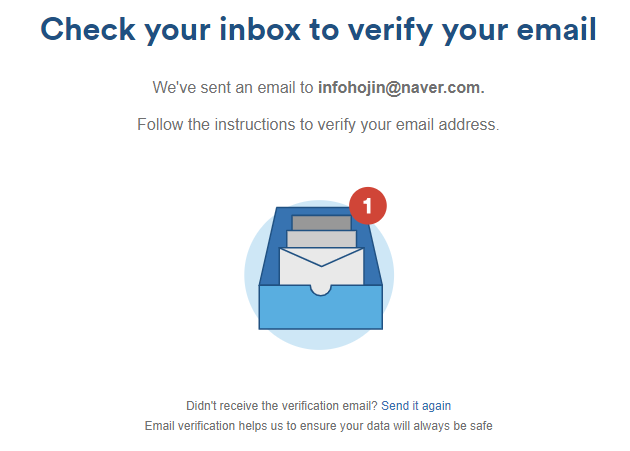 Check your inbox to verify your email
We've sent an email to infohojin@naver.com.
Follow the instructions to verify your email address.
1
Didn't receive the verification email? Send it again
Email verification helps us to ensure your data will always be safe